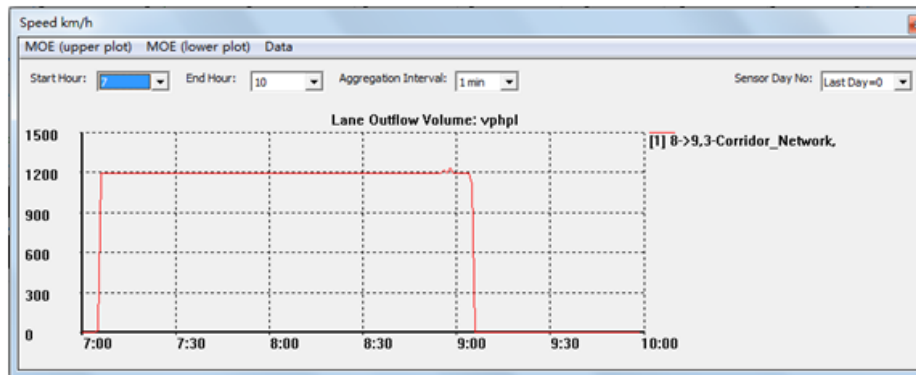 Speed km/h
MOE (upper plot) MOE (lower plot) Data
Start Hour: 7 End Hour: 10 Aggregation Interval: 1 min Sensor Day No: Last Day=0
Lane Outflow Volume: vphpl
1500
[1] 8->9,3-Corridor_Network,
1200
900
600
300
0
7:00 7:30 8:00 8:30 9:00 9:30 10:00